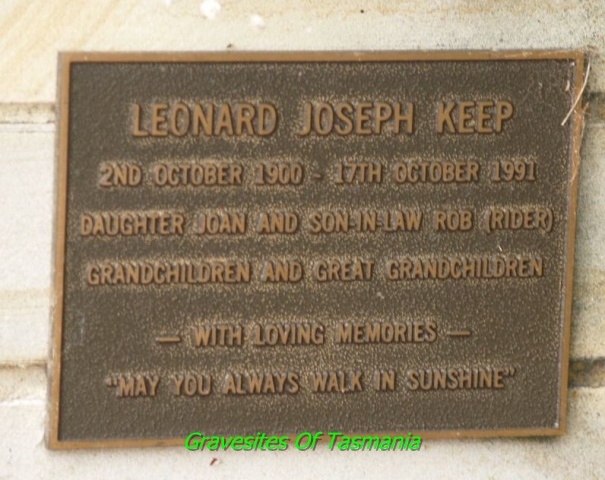 LEONARD JOSEPH KEEP
2ND OCTOBER 1900 - 17TH OCTOBER 1991
DAUGHTER JOAN AND SON-IN-LAW ROB (RIDER)
GRANDCHILDREN AND GREAT GRANDCHILDREN
— WITH LOVING MEMORIES —
"MAY YOU ALWAYS WALK IN SUNSHINE"
Gravesites Of Tasmania